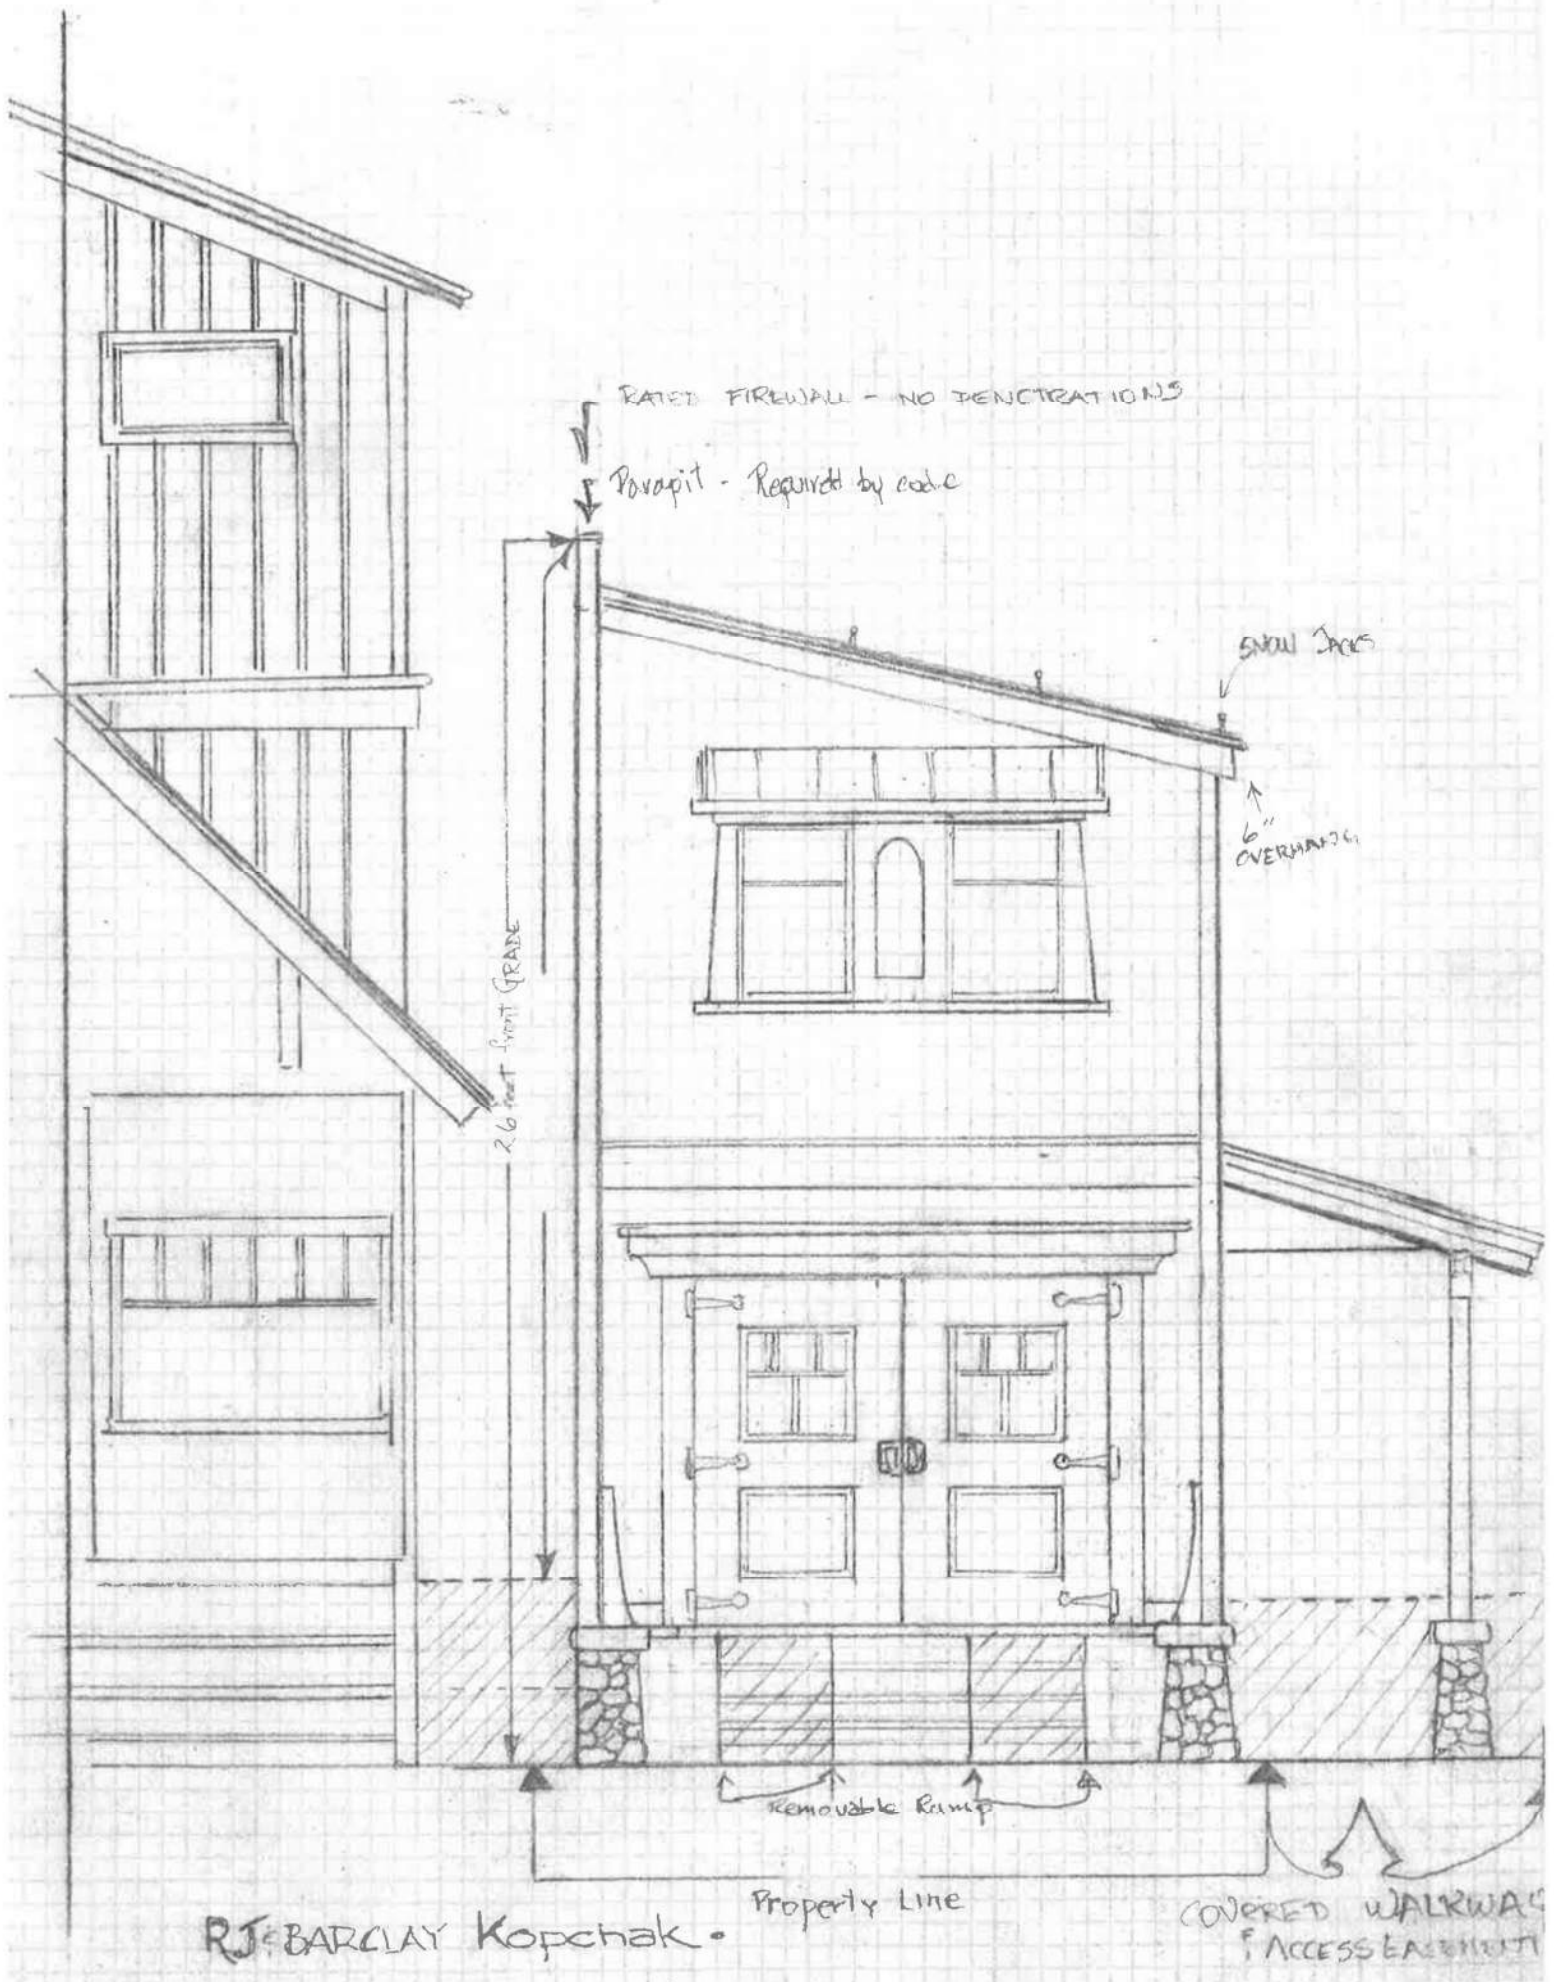 RATED FIREWALL - NO PENETRATIONS
Parapit - Required by code
SNOW JACKS
6"
OVERHANG
26 feet from GRADE
Removable Ramp
Property Line
COVERED WALKWAY
& ACCESS EASEMENT
RJ & BARCLAY Kopchak.